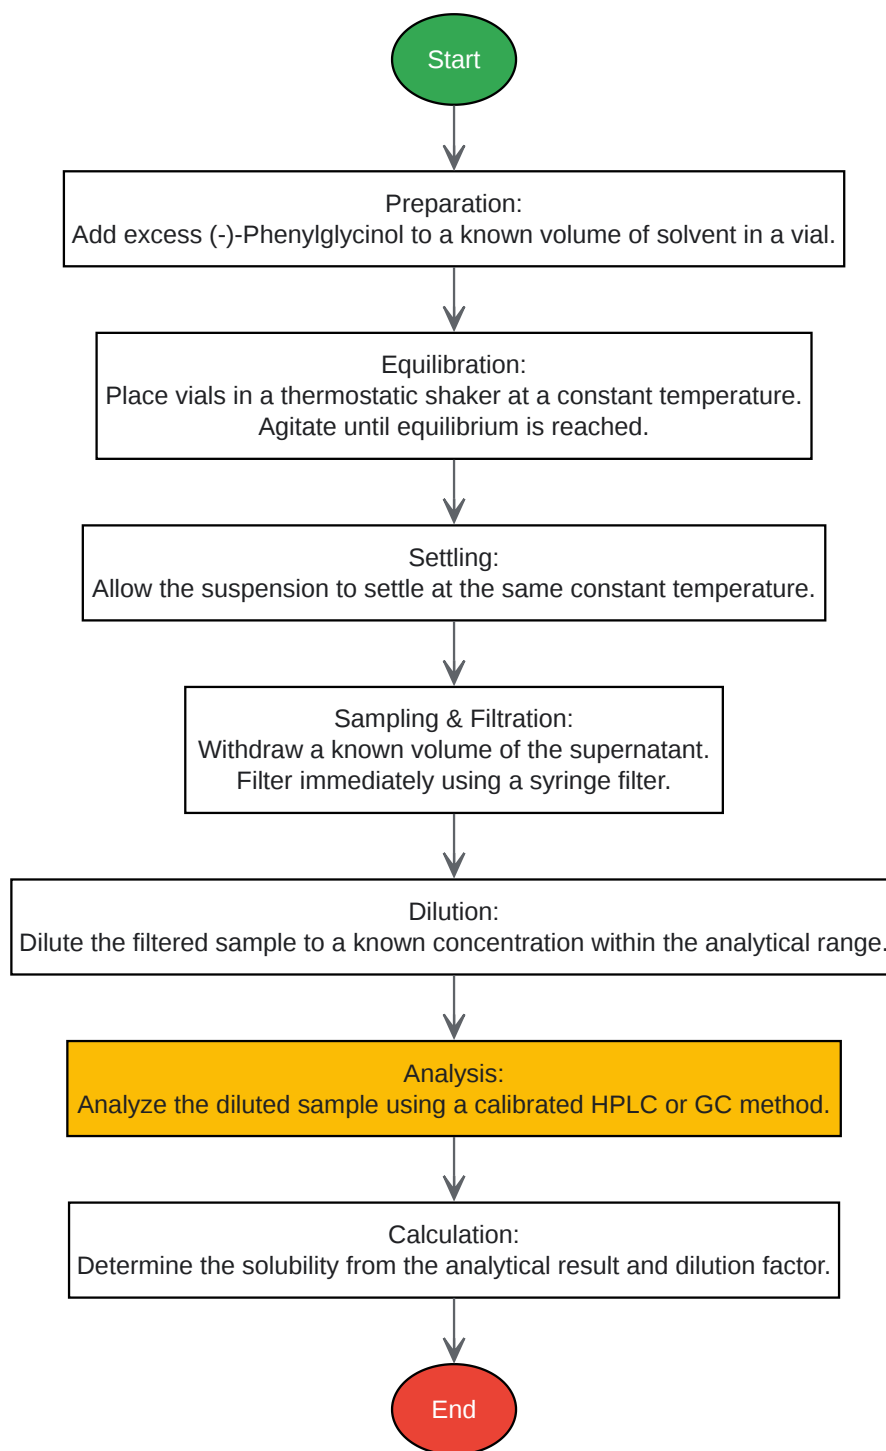 Start
Preparation:
Add excess (-)-Phenylglycinol to a known volume of solvent in a vial.
Equilibration:
Place vials in a thermostatic shaker at a constant temperature.
Agitate until equilibrium is reached.
Settling:
Allow the suspension to settle at the same constant temperature.
Sampling & Filtration:
Withdraw a known volume of the supernatant.
Filter immediately using a syringe filter.
Dilution:
Dilute the filtered sample to a known concentration within the analytical range.
Analysis:
Analyze the diluted sample using a calibrated HPLC or GC method.
Calculation:
Determine the solubility from the analytical result and dilution factor.
End